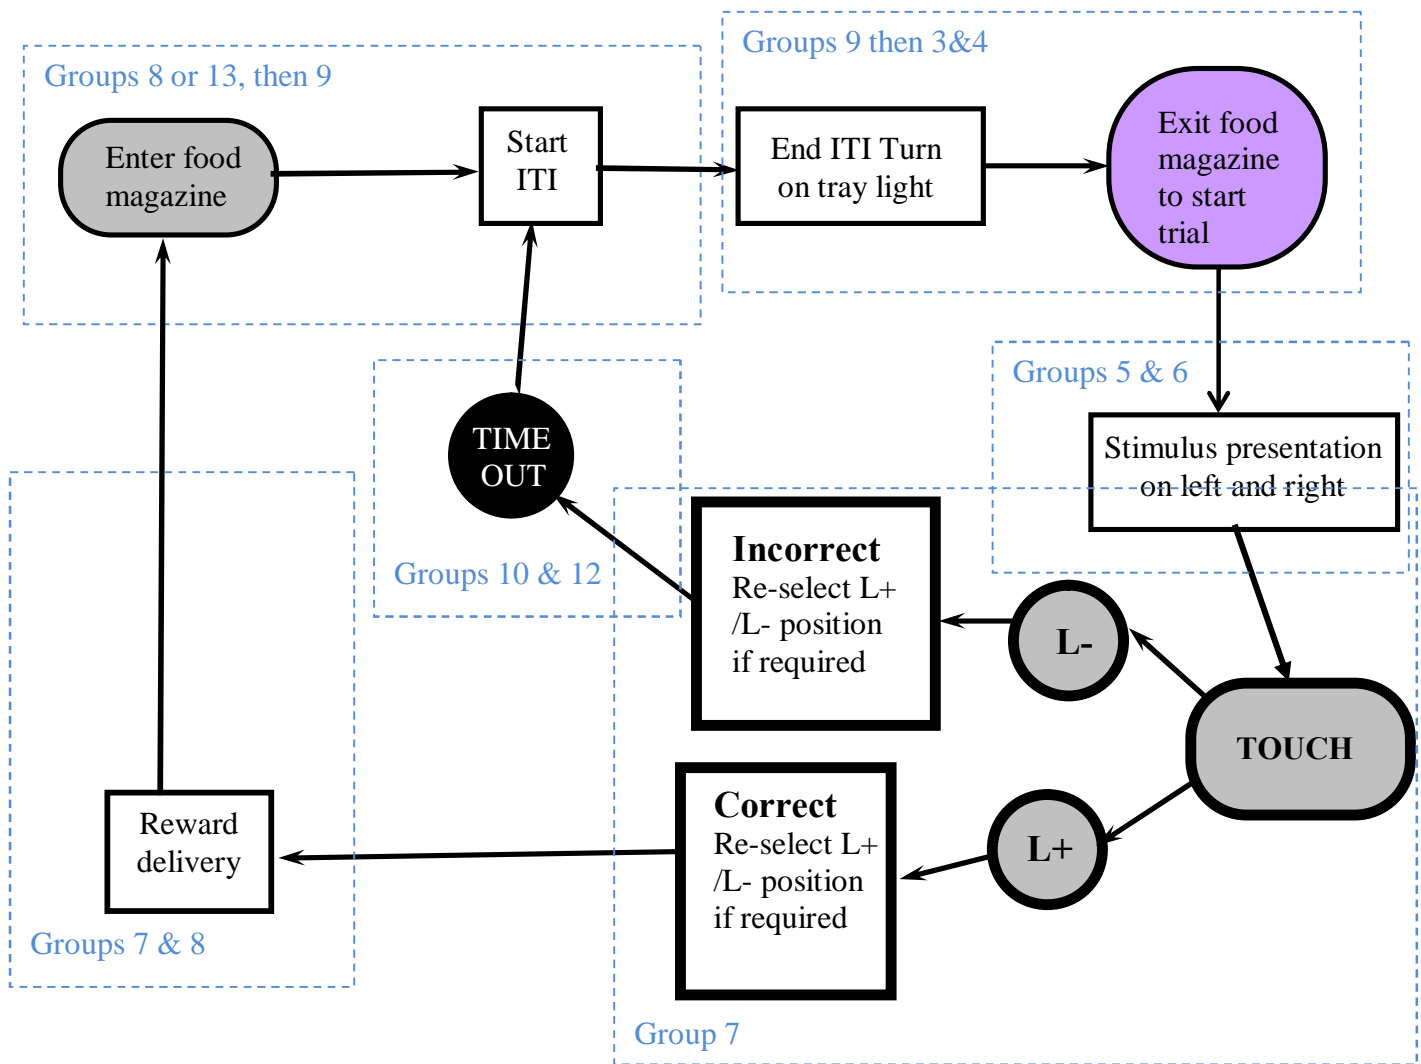 Groups 8 or 13, then 9
Enter food
magazine
Start
ITI
Groups 9 then 3&4
End ITI Turn
on tray light
Exit food
magazine
to start
trial
Groups 5 & 6
Stimulus presentation
on left and right
TIME
OUT
Groups 10 & 12
Incorrect
Re-select L+
/L- position
if required
L-
TOUCH
Correct
Re-select L+
/L- position
if required
L+
Reward
delivery
Groups 7 & 8
Group 7